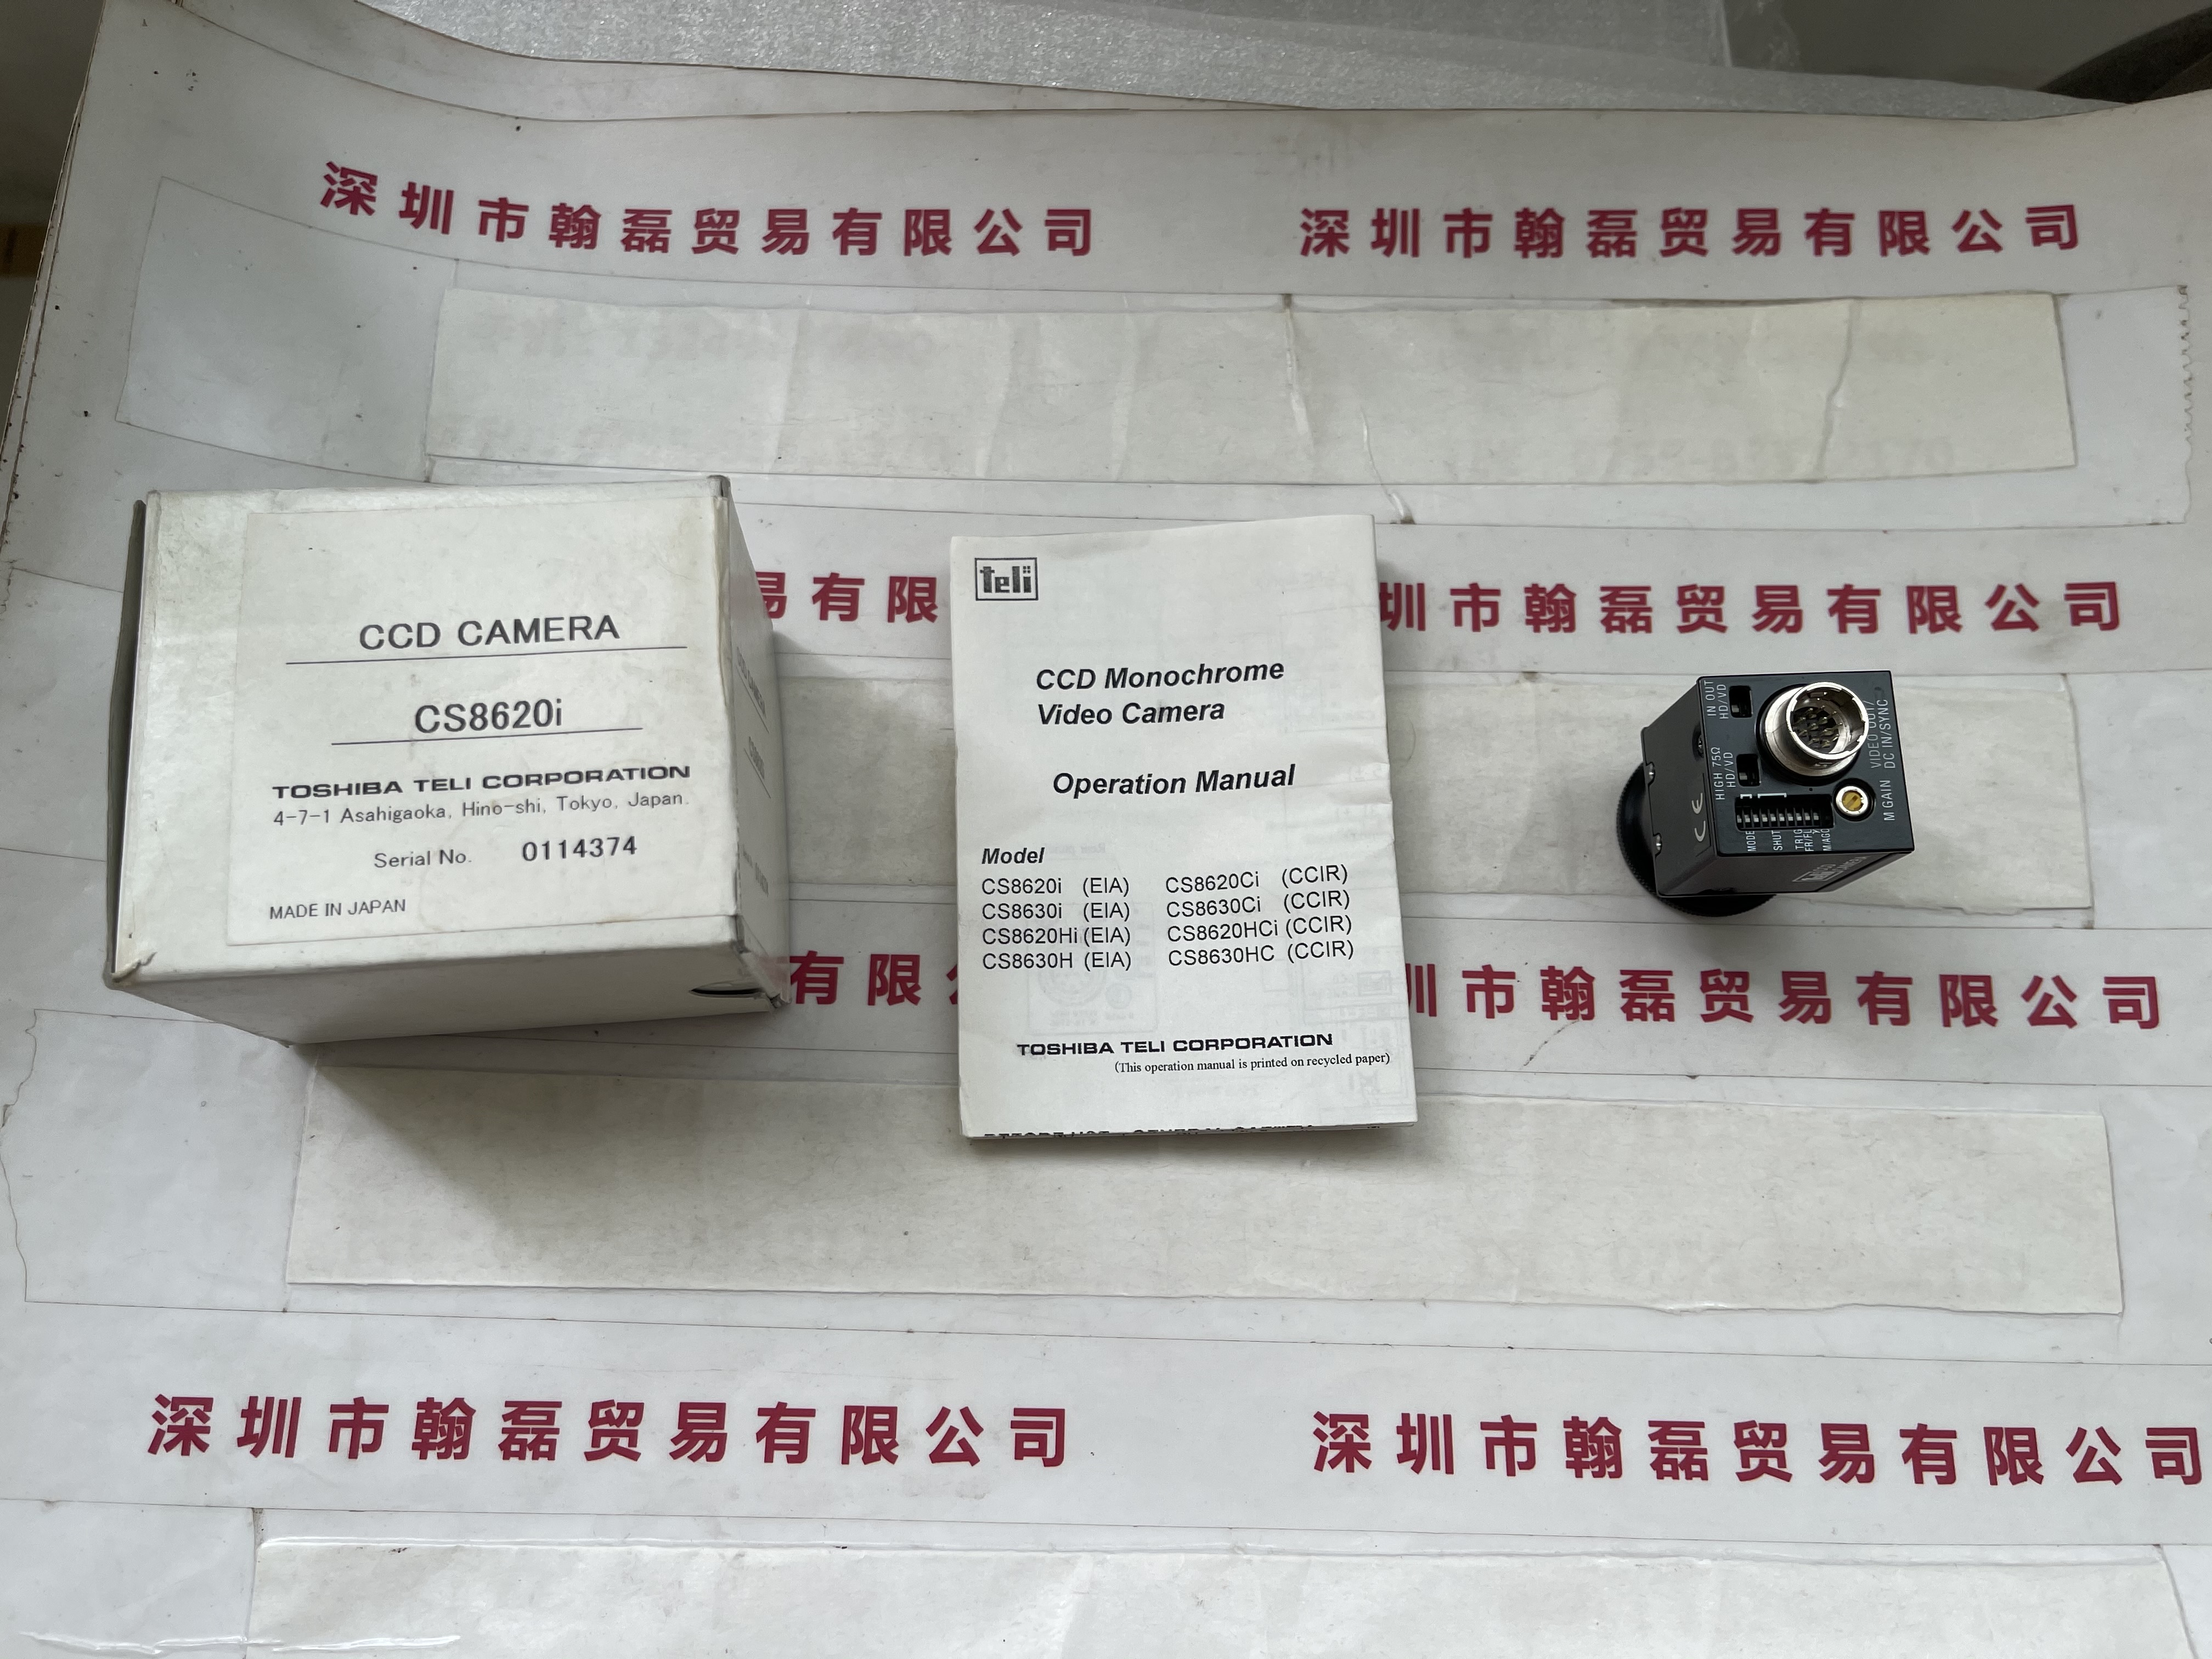 深圳市翰磊贸易有限公司
深圳市翰磊贸易有限公司
易有限
圳市翰磊贸易有限公司
有限
圳市翰磊贸易有限公司
深圳市翰磊贸易有限公司
深圳市翰磊贸易有限公司
CCD CAMERA
CS8620i
TOSHIBA TELI CORPORATION
4-7-1 Asahigaoka, Hino-shi, Tokyo, Japan.
Serial No. 0114374
MADE IN JAPAN
teli
CCD Monochrome
Video Camera
Operation Manual
Model
CS8620i (EIA) CS8620Ci (CCIR)
CS8630i (EIA) CS8630Ci (CCIR)
CS8620Hi (EIA) CS8620HCi (CCIR)
CS8630H (EIA) CS8630HC (CCIR)
TOSHIBA TELI CORPORATION
(This operation manual is printed on recycled paper)
IN OUT
HD/VD
HIGH 75Ω
HD/VD
VIDEO OUT/
DC IN/SYNC
M GAIN
CE
MODE
SHUT
TRIG
FR/FL
M/AGC